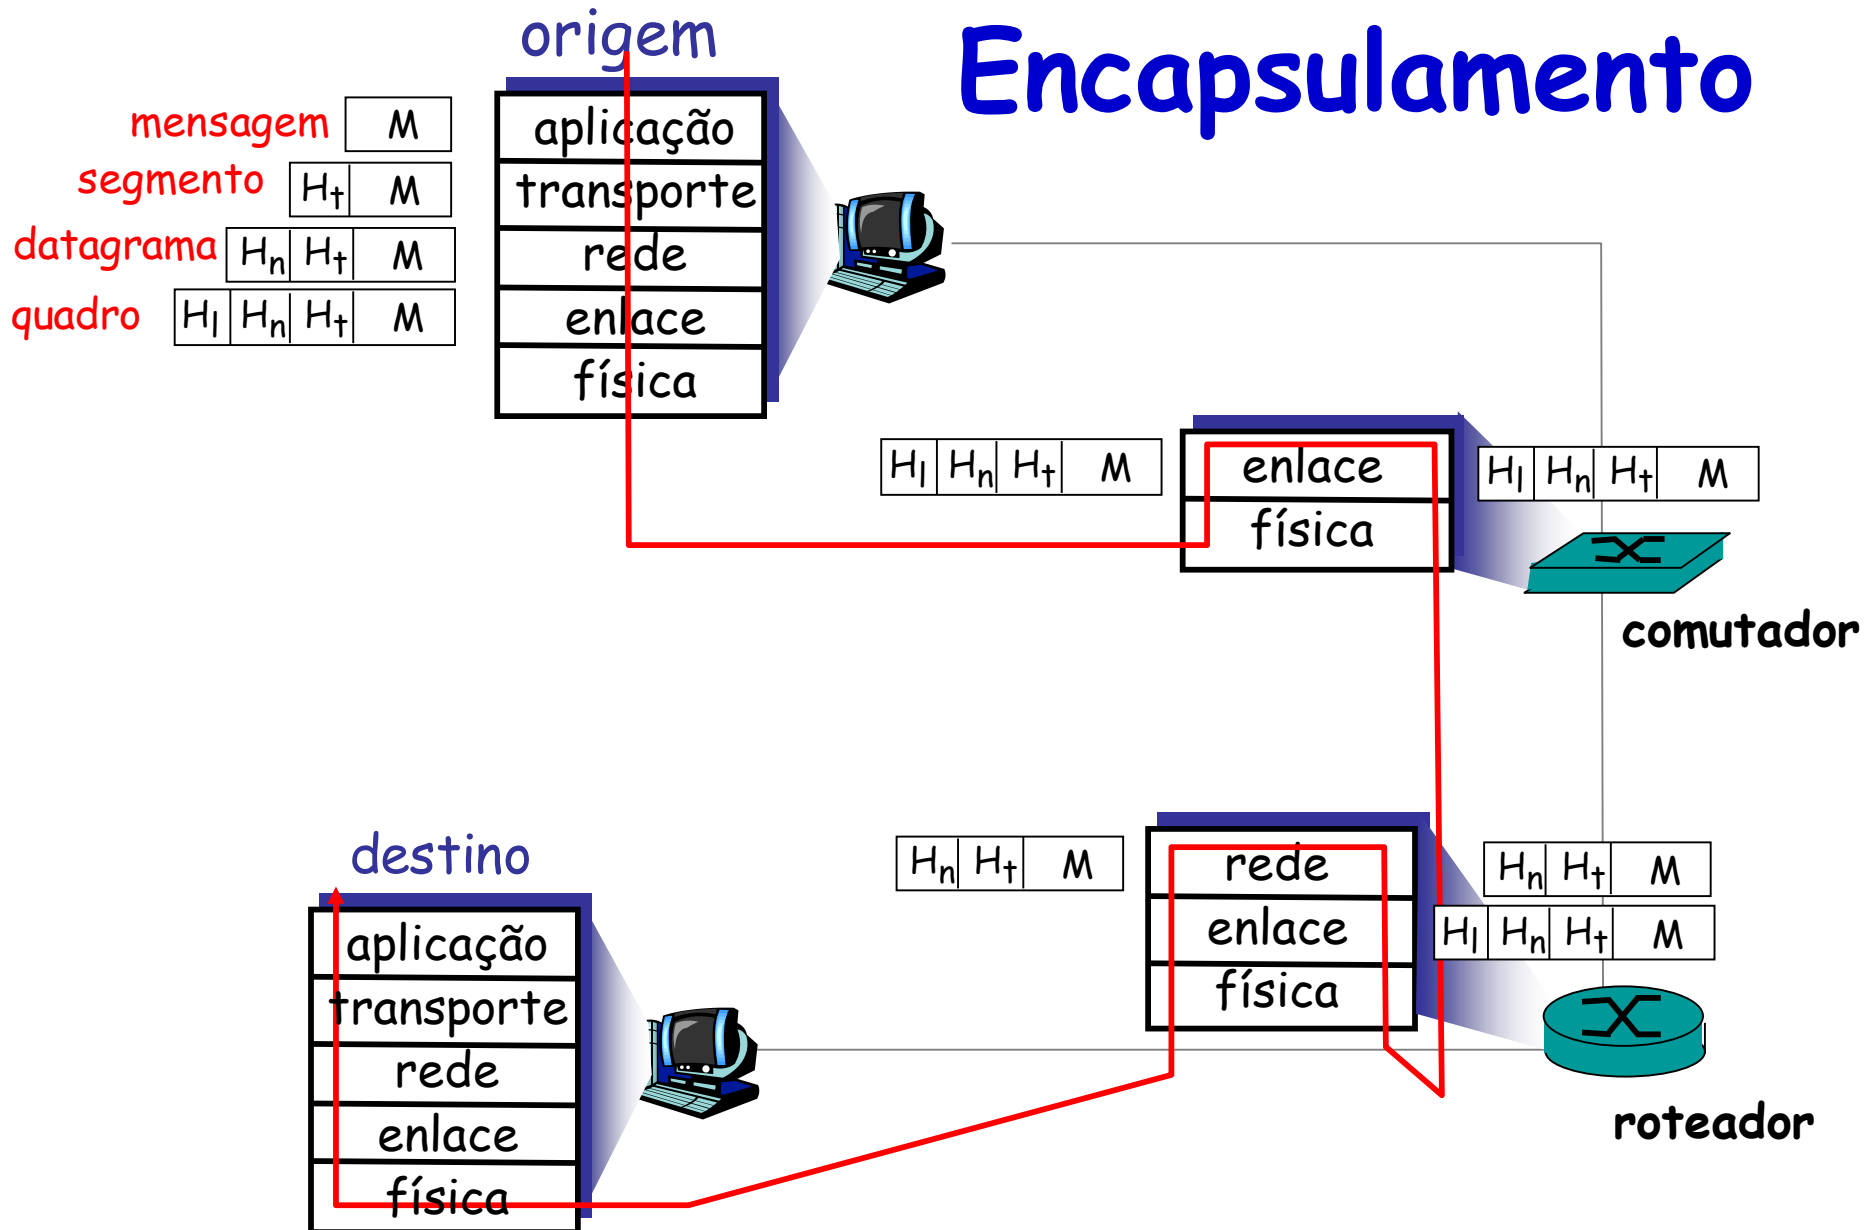 origem
Encapsulamento
mensagem M
segmento Ht M
datagrama Hn Ht M
quadro Hl Hn Ht M
aplicação
transporte
rede
enlace
física
Hl Hn Ht M
enlace
física
Hl Hn Ht M
comutador
destino
aplicação
transporte
rede
enlace
física
Hn Ht M
rede
enlace
física
Hn Ht M
Hl Hn Ht M
roteador